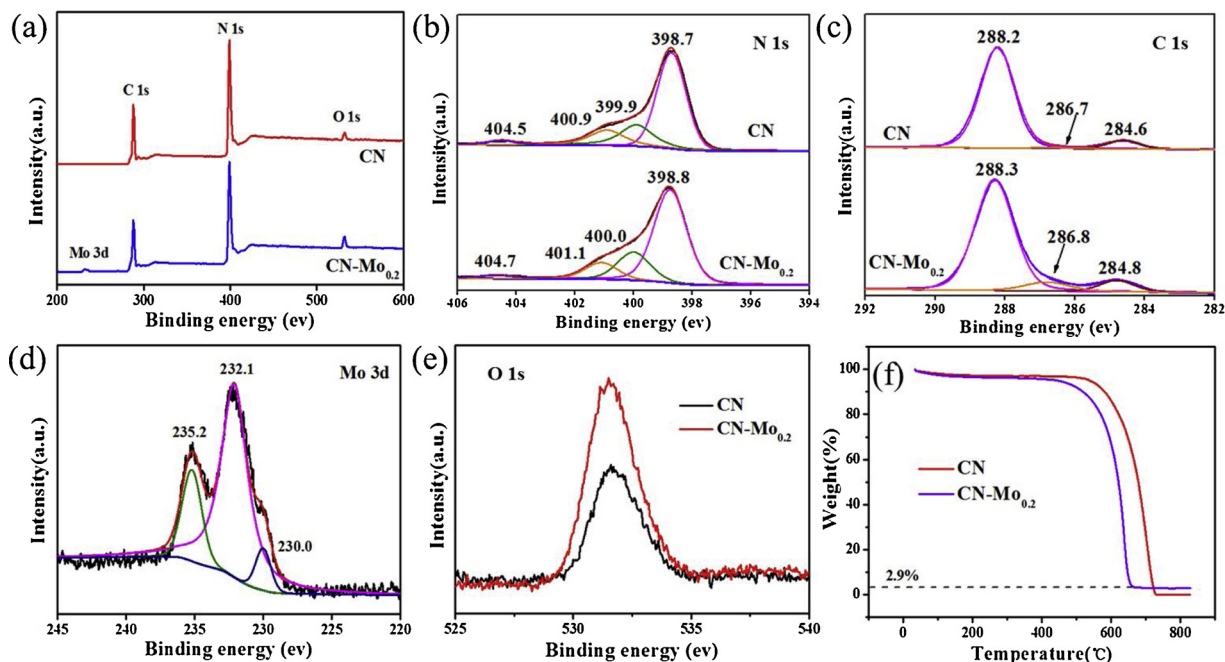 (a)
N 1s
C 1s
O 1s
CN
Mo 3d
CN-Mo0.2
200 300 400 500 600
Binding energy (ev)
Intensity(a.u.)
(b)
N 1s
398.7
399.9
400.9
404.5
CN
398.8
400.0
401.1
404.7
CN-Mo0.2
406 404 402 400 398 396 394
Binding energy (ev)
Intensity(a.u.)
(c)
C 1s
288.2
286.7
284.6
CN
288.3
286.8
284.8
CN-Mo0.2
292 290 288 286 284 282
Binding energy (ev)
Intensity(a.u.)
(d)
Mo 3d
232.1
235.2
230.0
245 240 235 230 225 220
Binding energy (ev)
Intensity(a.u.)
(e)
O 1s
CN
CN-Mo0.2
525 530 535 540
Binding energy (ev)
Intensity(a.u.)
(f)
100
80
60
40
20
0
CN
CN-Mo0.2
2.9%
0 200 400 600 800
Temperature(℃)
Weight(%)